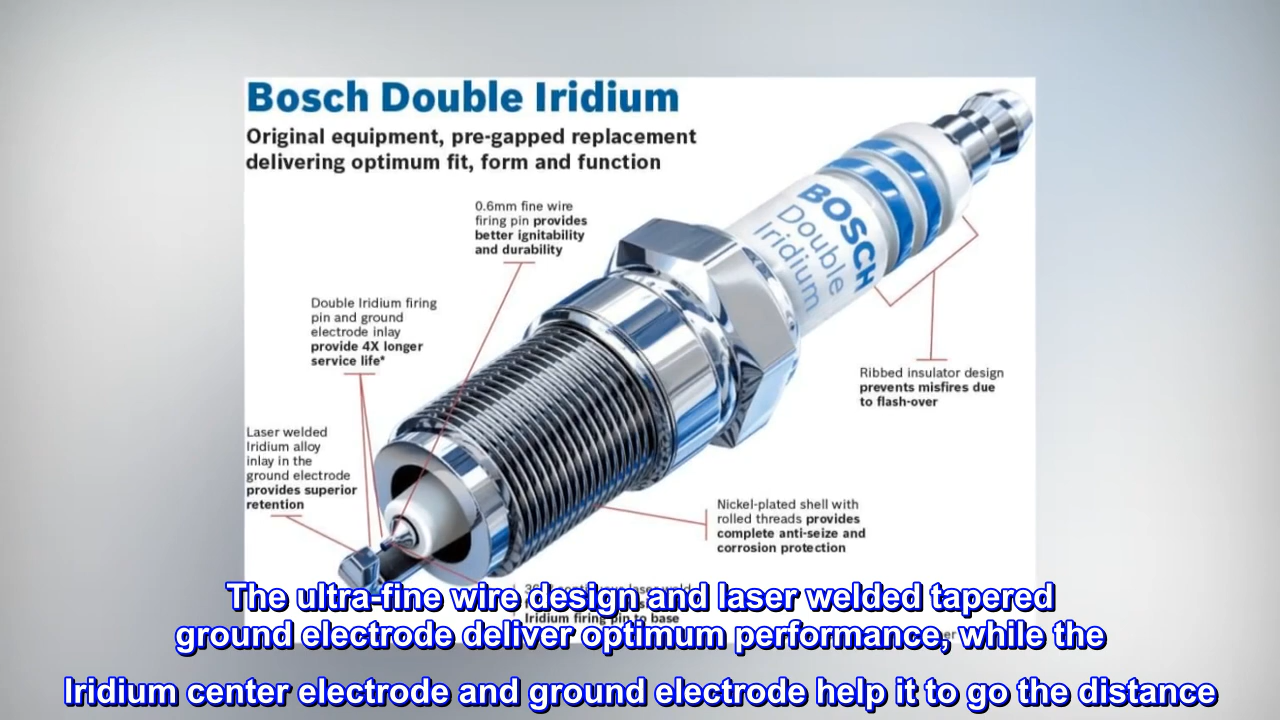 Bosch Double Iridium
Original equipment, pre-gapped replacement
delivering optimum fit, form and function
0.6mm fine wire
firing pin provides
better ignitability
and durability
Double Iridium firing
pin and ground
electrode inlay
provide 4X longer
service life*
Laser welded
Iridium alloy
inlay in the
ground electrode
provides superior
retention
BOSCH
Double
Iridium
Ribbed insulator design
prevents misfires due
to flash-over
Nickel-plated shell with
rolled threads provides
complete anti-seize and
corrosion protection
Iridium firing pin to base
The ultra-fine wire design and laser welded tapered
ground electrode deliver optimum performance, while the
Iridium center electrode and ground electrode help it to go the distance